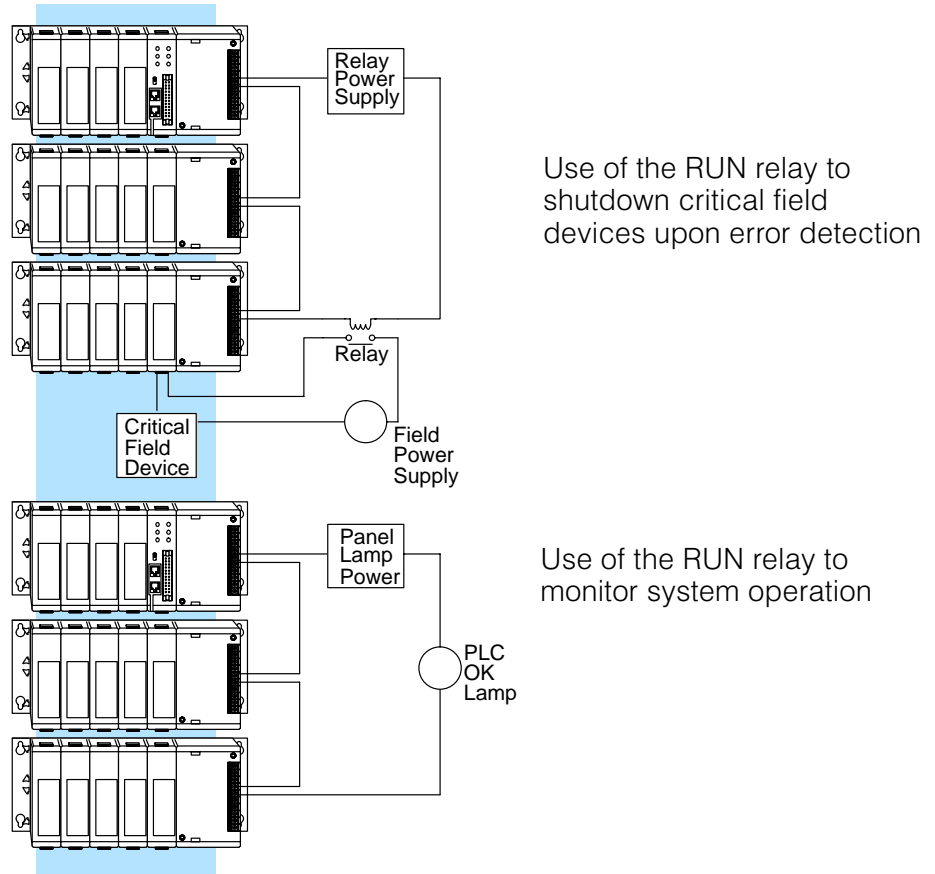 Relay
Power
Supply
Use of the RUN relay to
shutdown critical field
devices upon error detection
Relay
Critical
Field
Device
Field
Power
Supply
Panel
Lamp
Power
Use of the RUN relay to
monitor system operation
PLC
OK
Lamp